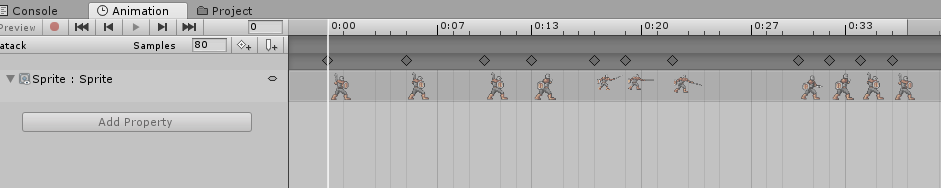 Console Animation Project
Preview 0 0:00 0:07 0:13 0:20 0:27 0:33
atack Samples 80
Sprite : Sprite
Add Property